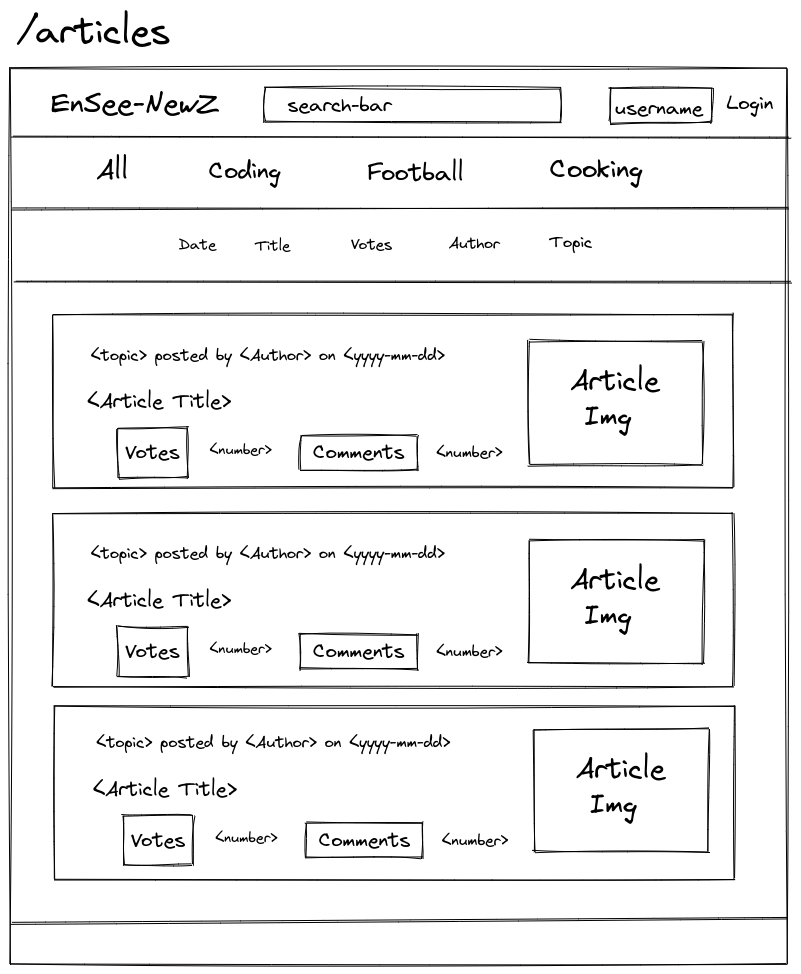 /articles
EnSee-NewZ search-bar username Login
All Coding Football Cooking
Date Title Votes Author Topic
<topic> posted by <Author> on <yyyy-mm-dd>
<Article Title>
Votes <number> Comments <number>
Article
Img
<topic> posted by <Author> on <yyyy-mm-dd>
<Article Title>
Votes <number> Comments <number>
Article
Img
<topic> posted by <Author> on <yyyy-mm-dd>
<Article Title>
Votes <number> Comments <number>
Article
Img